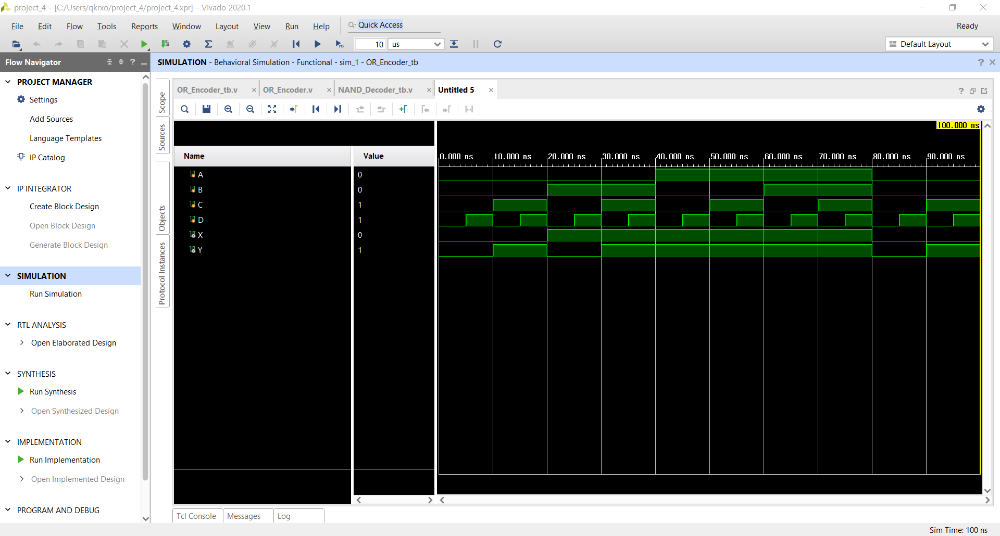 project_4 - [C:/Users/qkrxo/project_4/project_4.xpr] - Vivado 2020.1
File Edit Flow Tools Reports Window Layout View Run Help Quick Access Ready
10 us Default Layout
Flow Navigator ?
SIMULATION - Behavioral Simulation - Functional - sim_1 - OR_Encoder_tb ?
PROJECT MANAGER
Settings
Add Sources
Language Templates
IP Catalog
IP INTEGRATOR
Create Block Design
Open Block Design
Generate Block Design
SIMULATION
Run Simulation
RTL ANALYSIS
Open Elaborated Design
SYNTHESIS
Run Synthesis
Open Synthesized Design
IMPLEMENTATION
Run Implementation
Open Implemented Design
PROGRAM AND DEBUG
Scope
Sources
Objects
Protocol Instances
OR_Encoder_tb.v OR_Encoder.v NAND_Decoder_tb.v Untitled 5 ?
100.000 ns
Name Value
0.000 ns 10.000 ns 20.000 ns 30.000 ns 40.000 ns 50.000 ns 60.000 ns 70.000 ns 80.000 ns 90.000 ns
A 0
B 0
C 1
D 1
X 0
Y 1
Tcl Console Messages Log
Sim Time: 100 ns